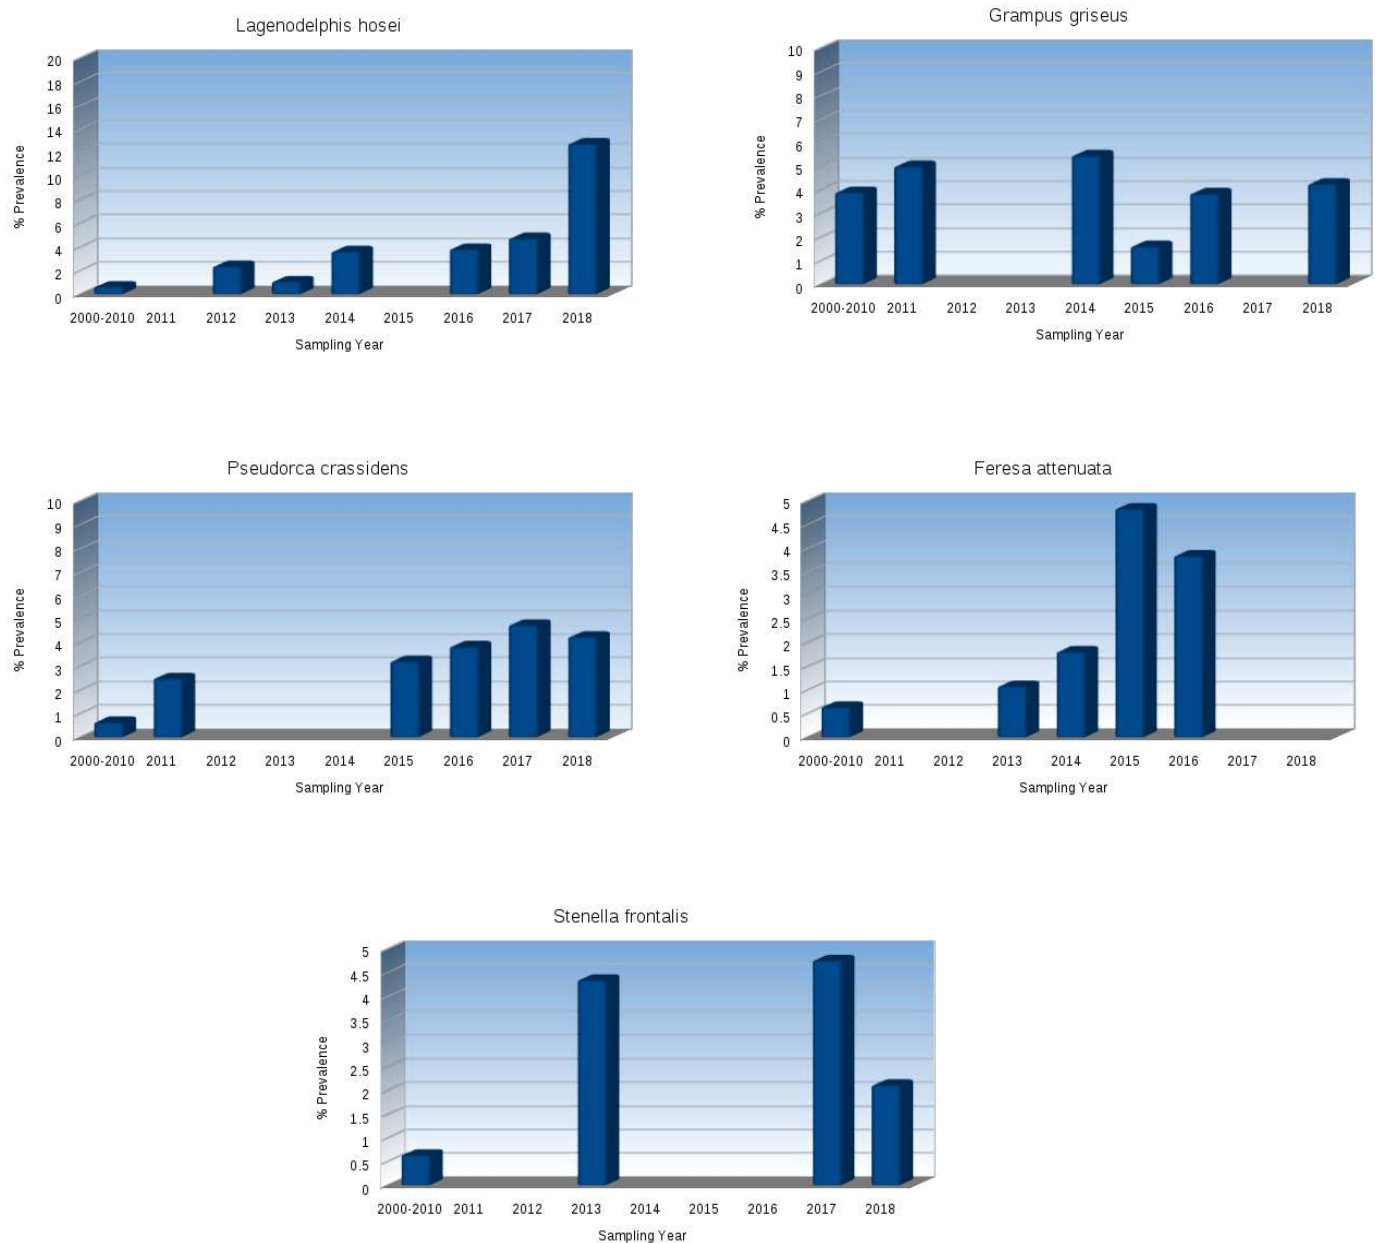 Lagenodelphis hosei
20
18
16
14
12
10
8
6
4
2
0
% Prevalence
2000-2010 2011 2012 2013 2014 2015 2016 2017 2018
Sampling Year
Grampus griseus
10
9
8
7
6
5
4
3
2
1
0
% Prevalence
2000-2010 2011 2012 2013 2014 2015 2016 2017 2018
Sampling Year
Pseudorca crassidens
10
9
8
7
6
5
4
3
2
1
0
% Prevalence
2000-2010 2011 2012 2013 2014 2015 2016 2017 2018
Sampling Year
Feresa attenuata
5
4.5
4
3.5
3
2.5
2
1.5
1
0.5
0
% Prevalence
2000-2010 2011 2012 2013 2014 2015 2016 2017 2018
Sampling Year
Stenella frontalis
5
4.5
4
3.5
3
2.5
2
1.5
1
0.5
0
% Prevalence
2000-2010 2011 2012 2013 2014 2015 2016 2017 2018
Sampling Year